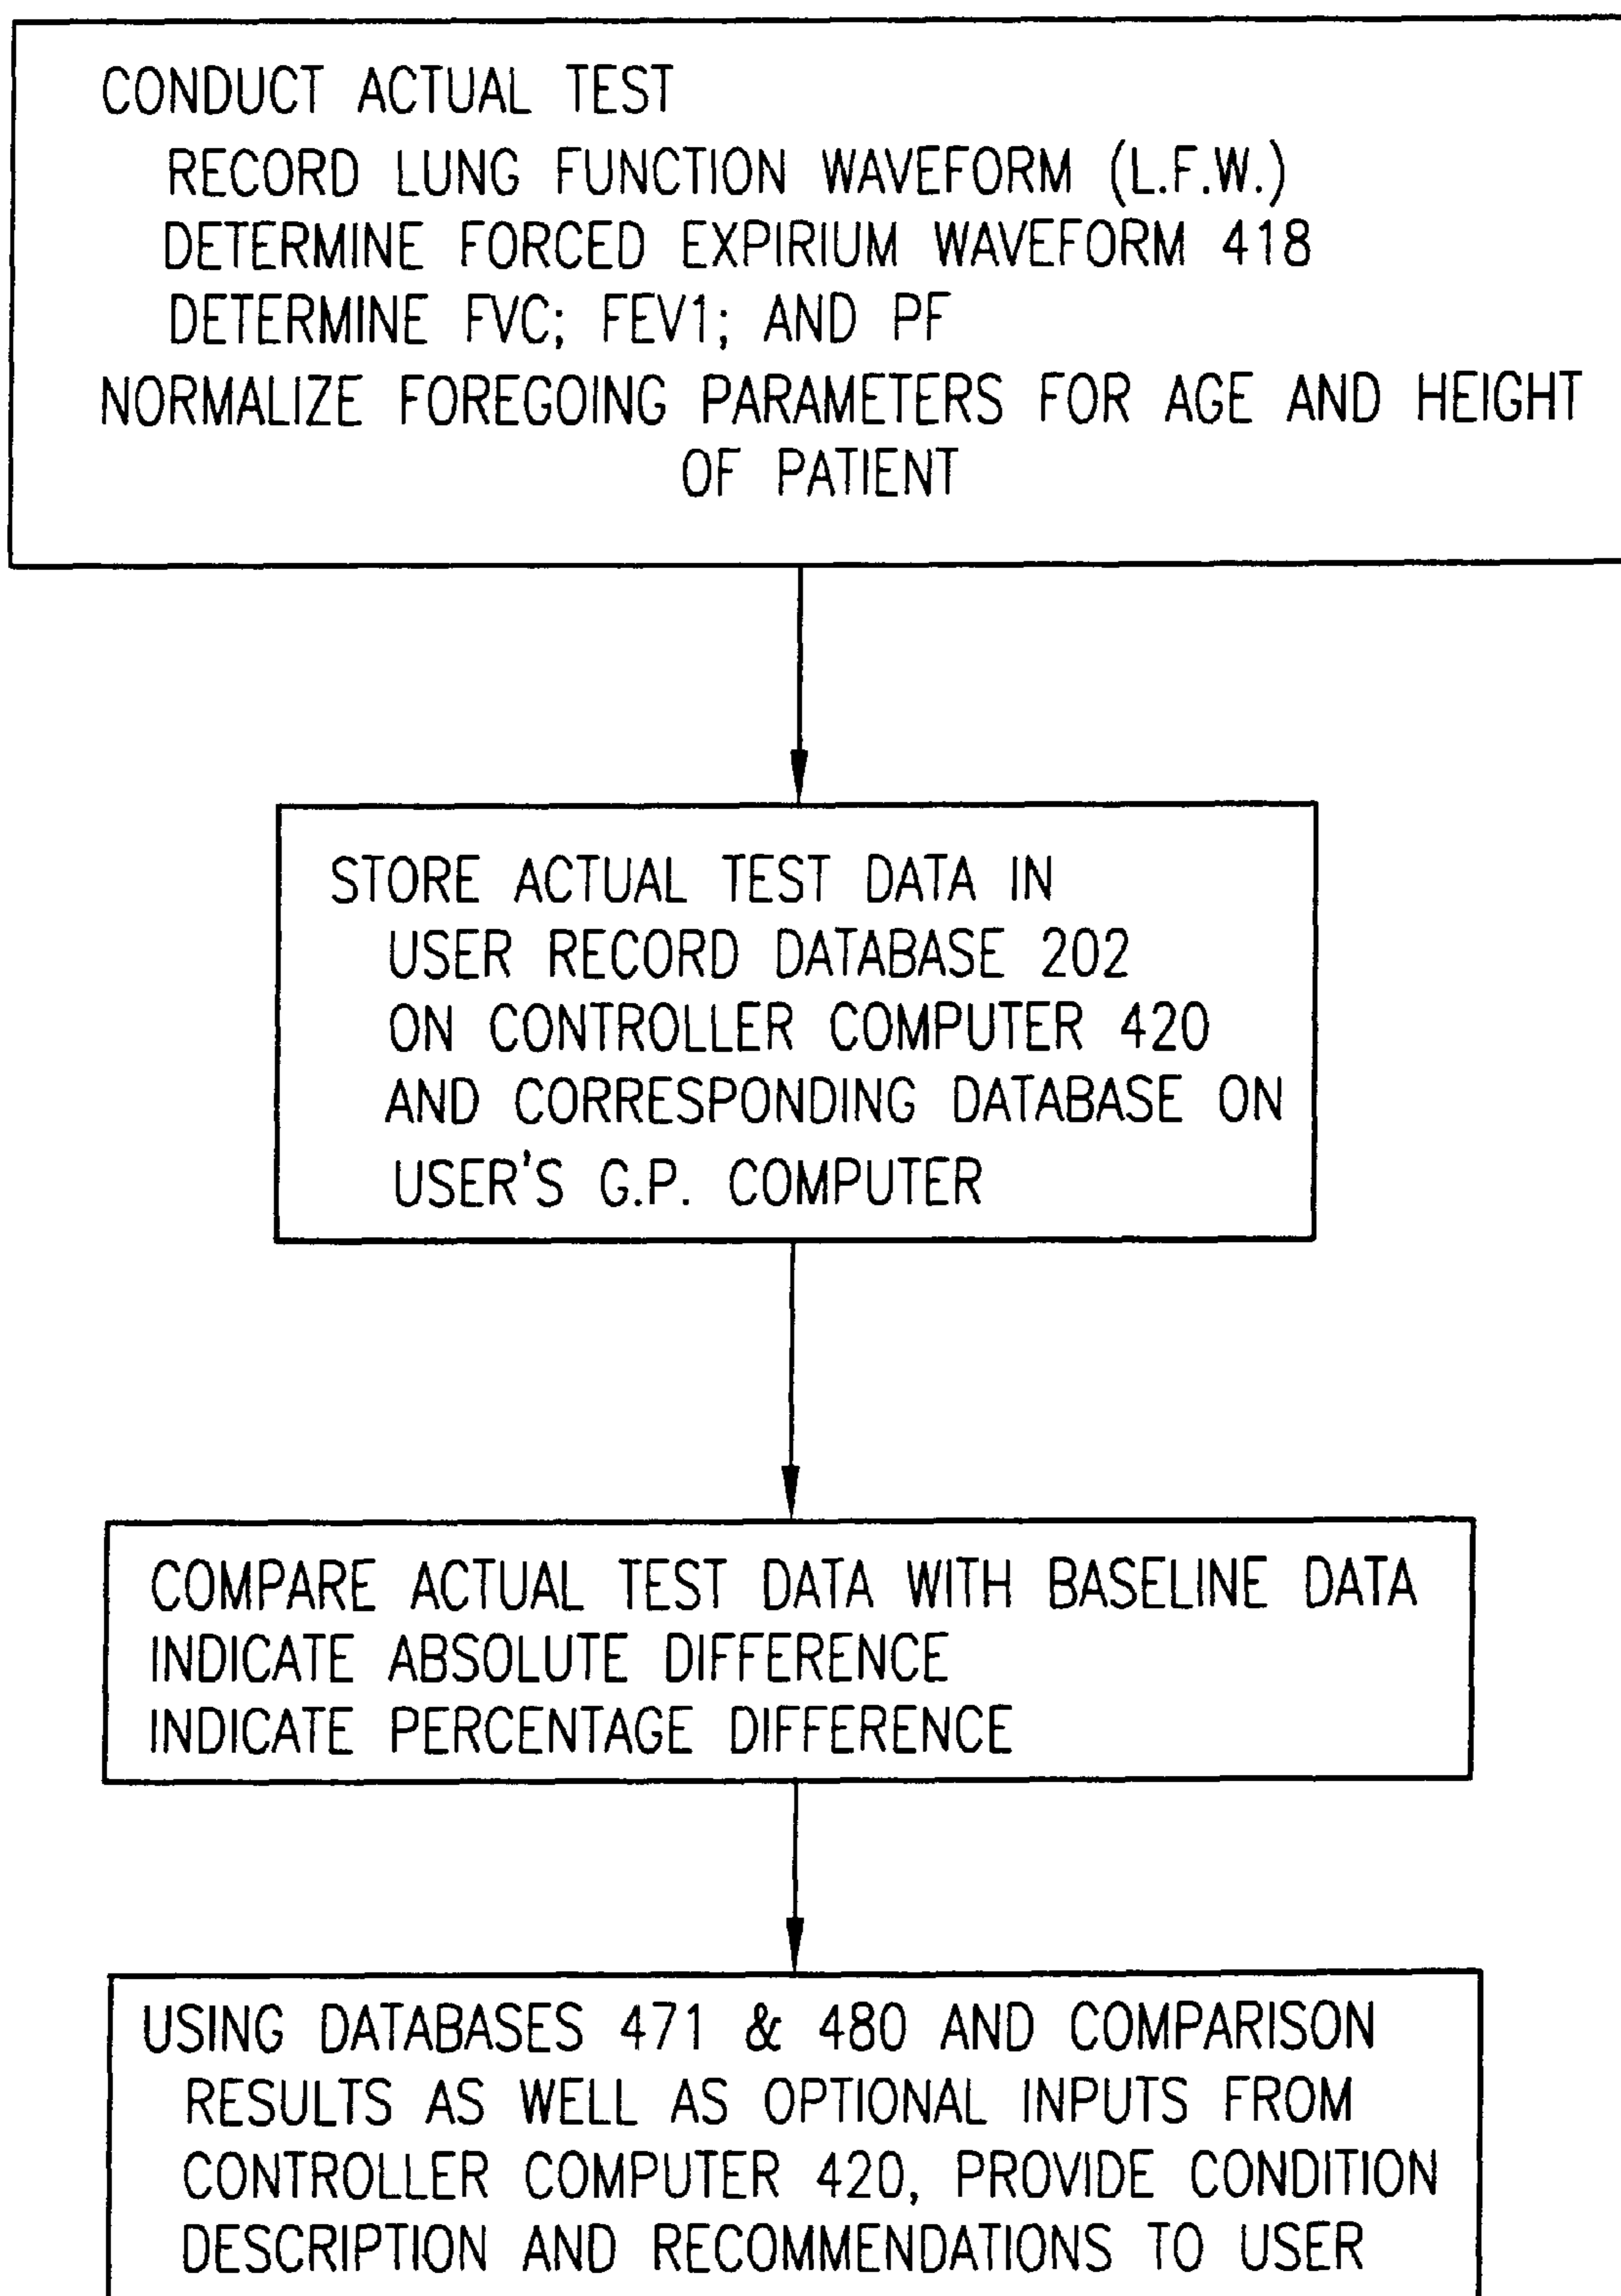 CONDUCT ACTUAL TEST
RECORD LUNG FUNCTION WAVEFORM (L.F.W.)
DETERMINE FORCED EXPIRIUM WAVEFORM 418
DETERMINE FVC; FEV1; AND PF
NORMALIZE FOREGOING PARAMETERS FOR AGE AND HEIGHT
OF PATIENT
STORE ACTUAL TEST DATA IN
USER RECORD DATABASE 202
ON CONTROLLER COMPUTER 420
AND CORRESPONDING DATABASE ON
USER'S G.P. COMPUTER
COMPARE ACTUAL TEST DATA WITH BASELINE DATA
INDICATE ABSOLUTE DIFFERENCE
INDICATE PERCENTAGE DIFFERENCE
USING DATABASES 471 & 480 AND COMPARISON
RESULTS AS WELL AS OPTIONAL INPUTS FROM
CONTROLLER COMPUTER 420, PROVIDE CONDITION
DESCRIPTION AND RECOMMENDATIONS TO USER